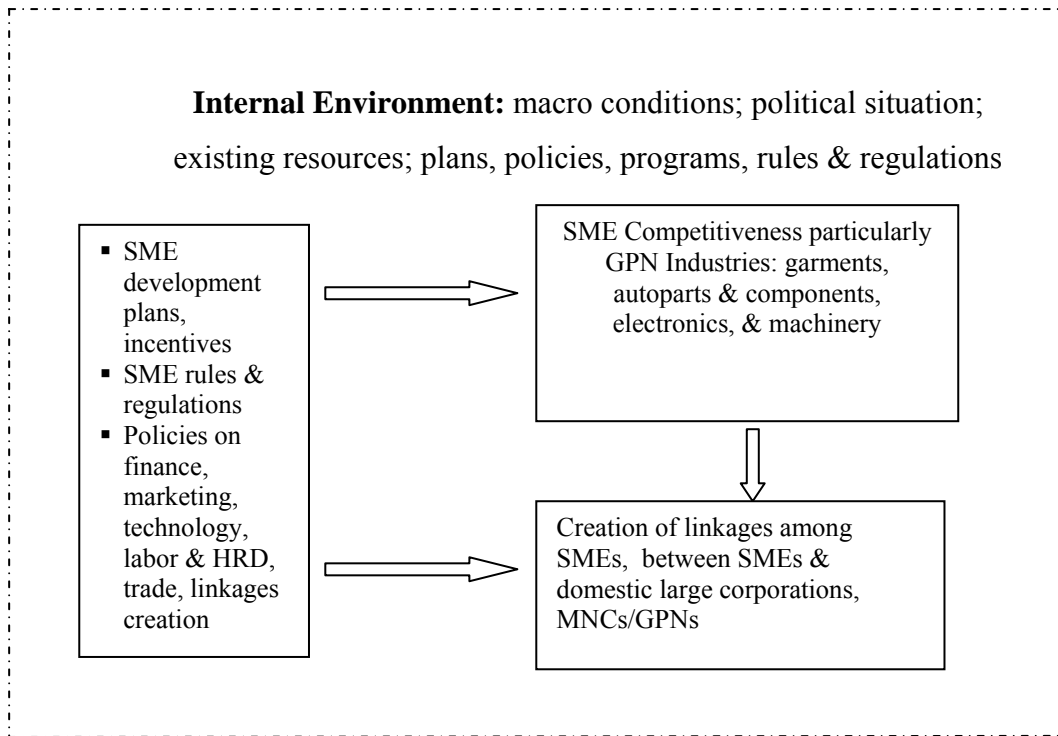 Internal Environment: macro conditions; political situation;
existing resources; plans, policies, programs, rules & regulations
▪ SME
development
plans,
incentives
▪ SME rules &
regulations
▪ Policies on
finance,
marketing,
technology,
labor & HRD,
trade, linkages
creation
SME Competitiveness particularly
GPN Industries: garments,
autoparts & components,
electronics, & machinery
Creation of linkages among
SMEs, between SMEs &
domestic large corporations,
MNCs/GPNs